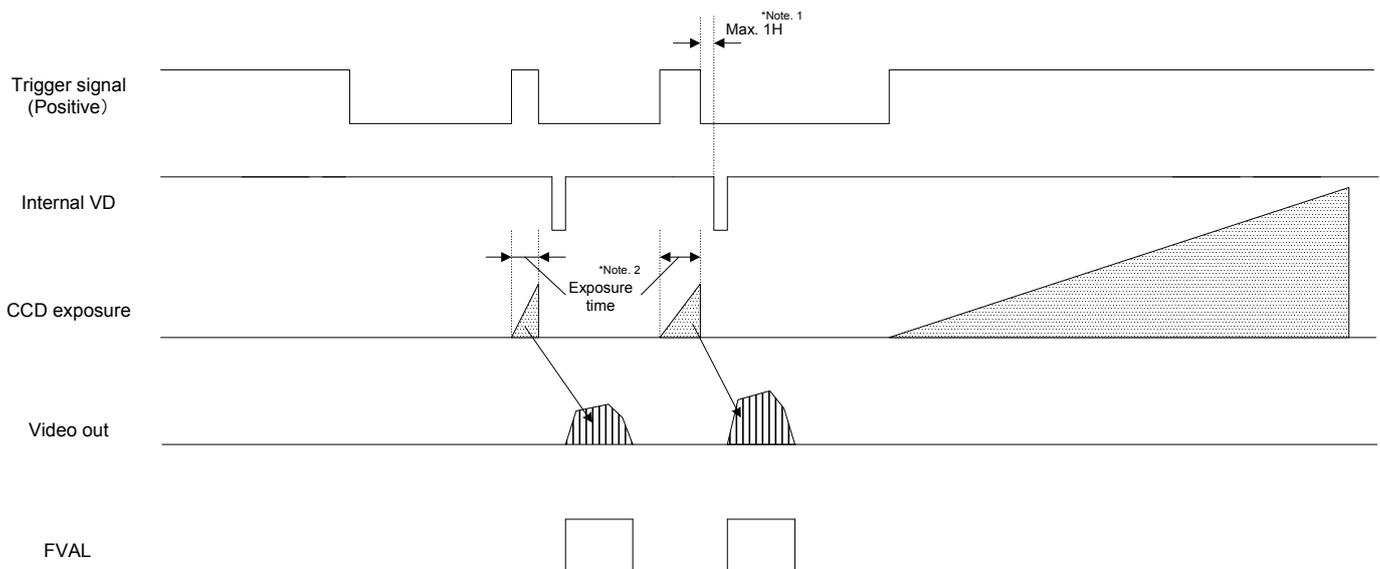 *Note. 1
Max. 1H
Trigger signal
(Positive）
Internal VD
*Note. 2
Exposure
time
CCD exposure
Video out
FVAL